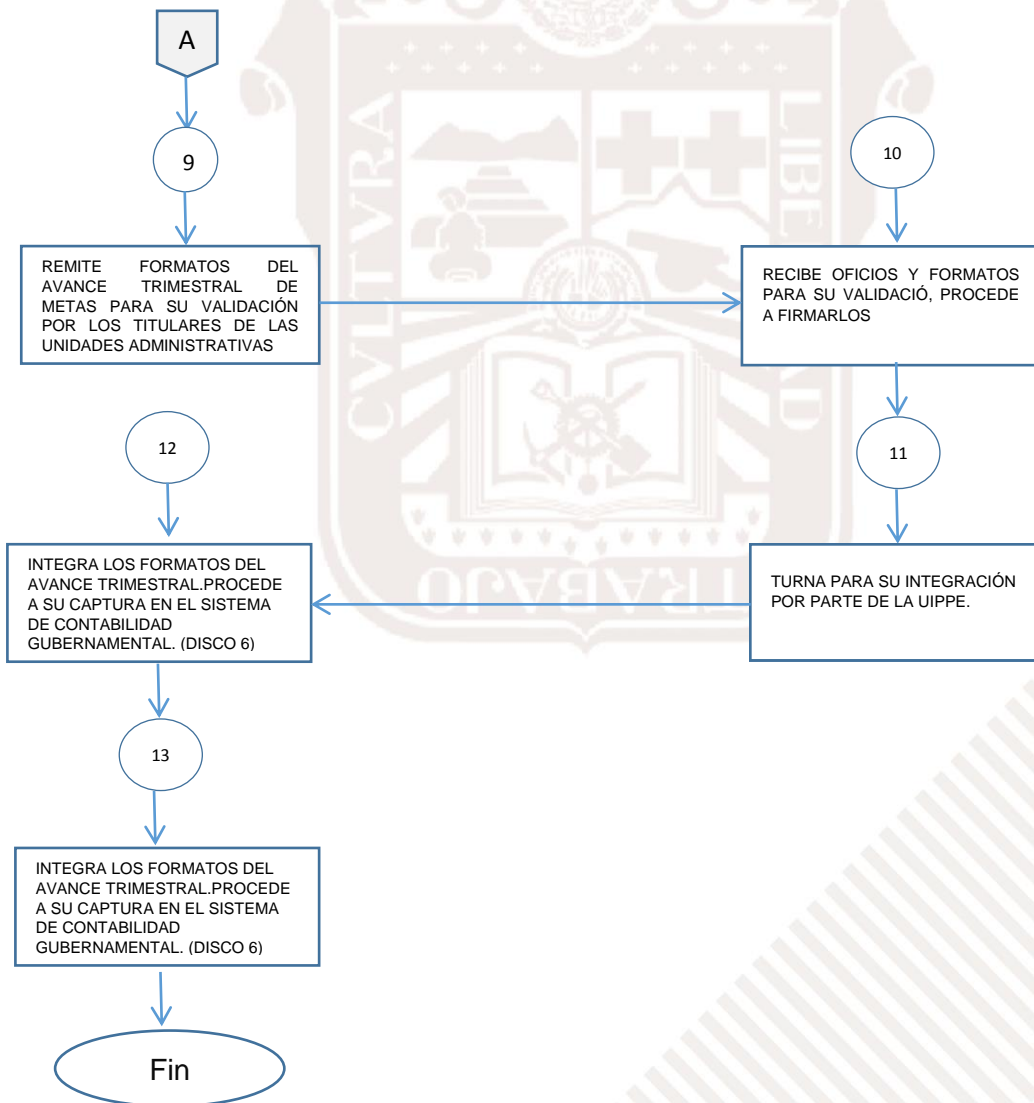 A
9
REMITE FORMATOS DEL
AVANCE TRIMESTRAL DE
METAS PARA SU VALIDACIÓN
POR LOS TITULARES DE LAS
UNIDADES ADMINISTRATIVAS
10
RECIBE OFICIOS Y FORMATOS
PARA SU VALIDACIÓ, PROCEDE
A FIRMARLOS
11
TURNA PARA SU INTEGRACIÓN
POR PARTE DE LA UIPPE.
12
INTEGRA LOS FORMATOS DEL
AVANCE TRIMESTRAL.PROCEDE
A SU CAPTURA EN EL SISTEMA
DE CONTABILIDAD
GUBERNAMENTAL. (DISCO 6)
13
INTEGRA LOS FORMATOS DEL
AVANCE TRIMESTRAL.PROCEDE
A SU CAPTURA EN EL SISTEMA
DE CONTABILIDAD
GUBERNAMENTAL. (DISCO 6)
Fin
CVLTVRA
TRABAJO